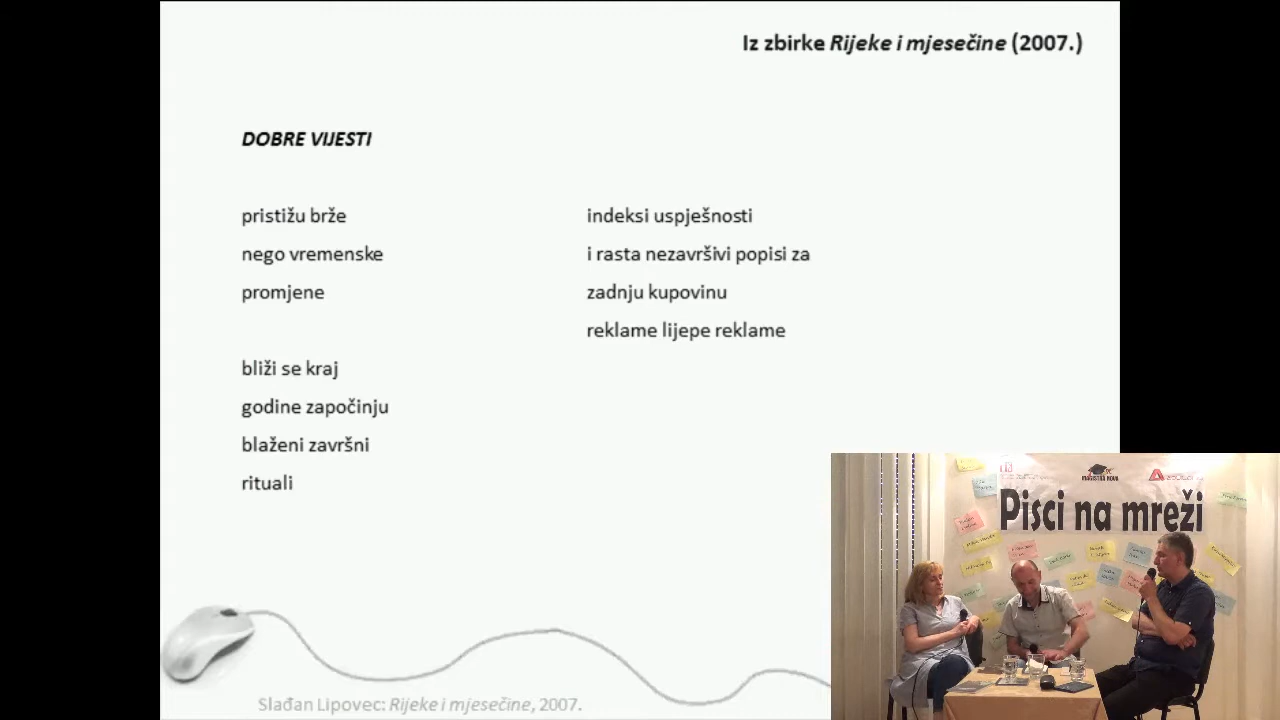 Iz zbirke Rijeke i mjesečine (2007.)
DOBRE VIJESTI
pristižu brže
nego vremenske
promjene
bliži se kraj
godine započinju
blaženi završni
rituali
indeksi uspješnosti
i rasta nezavršivi popisi za
zadnju kupovinu
reklame lijepe reklame
Slađan Lipovec: Rijeke i mjesečine, 2007.
MAGISTRA NOVA
Pisci na mreži